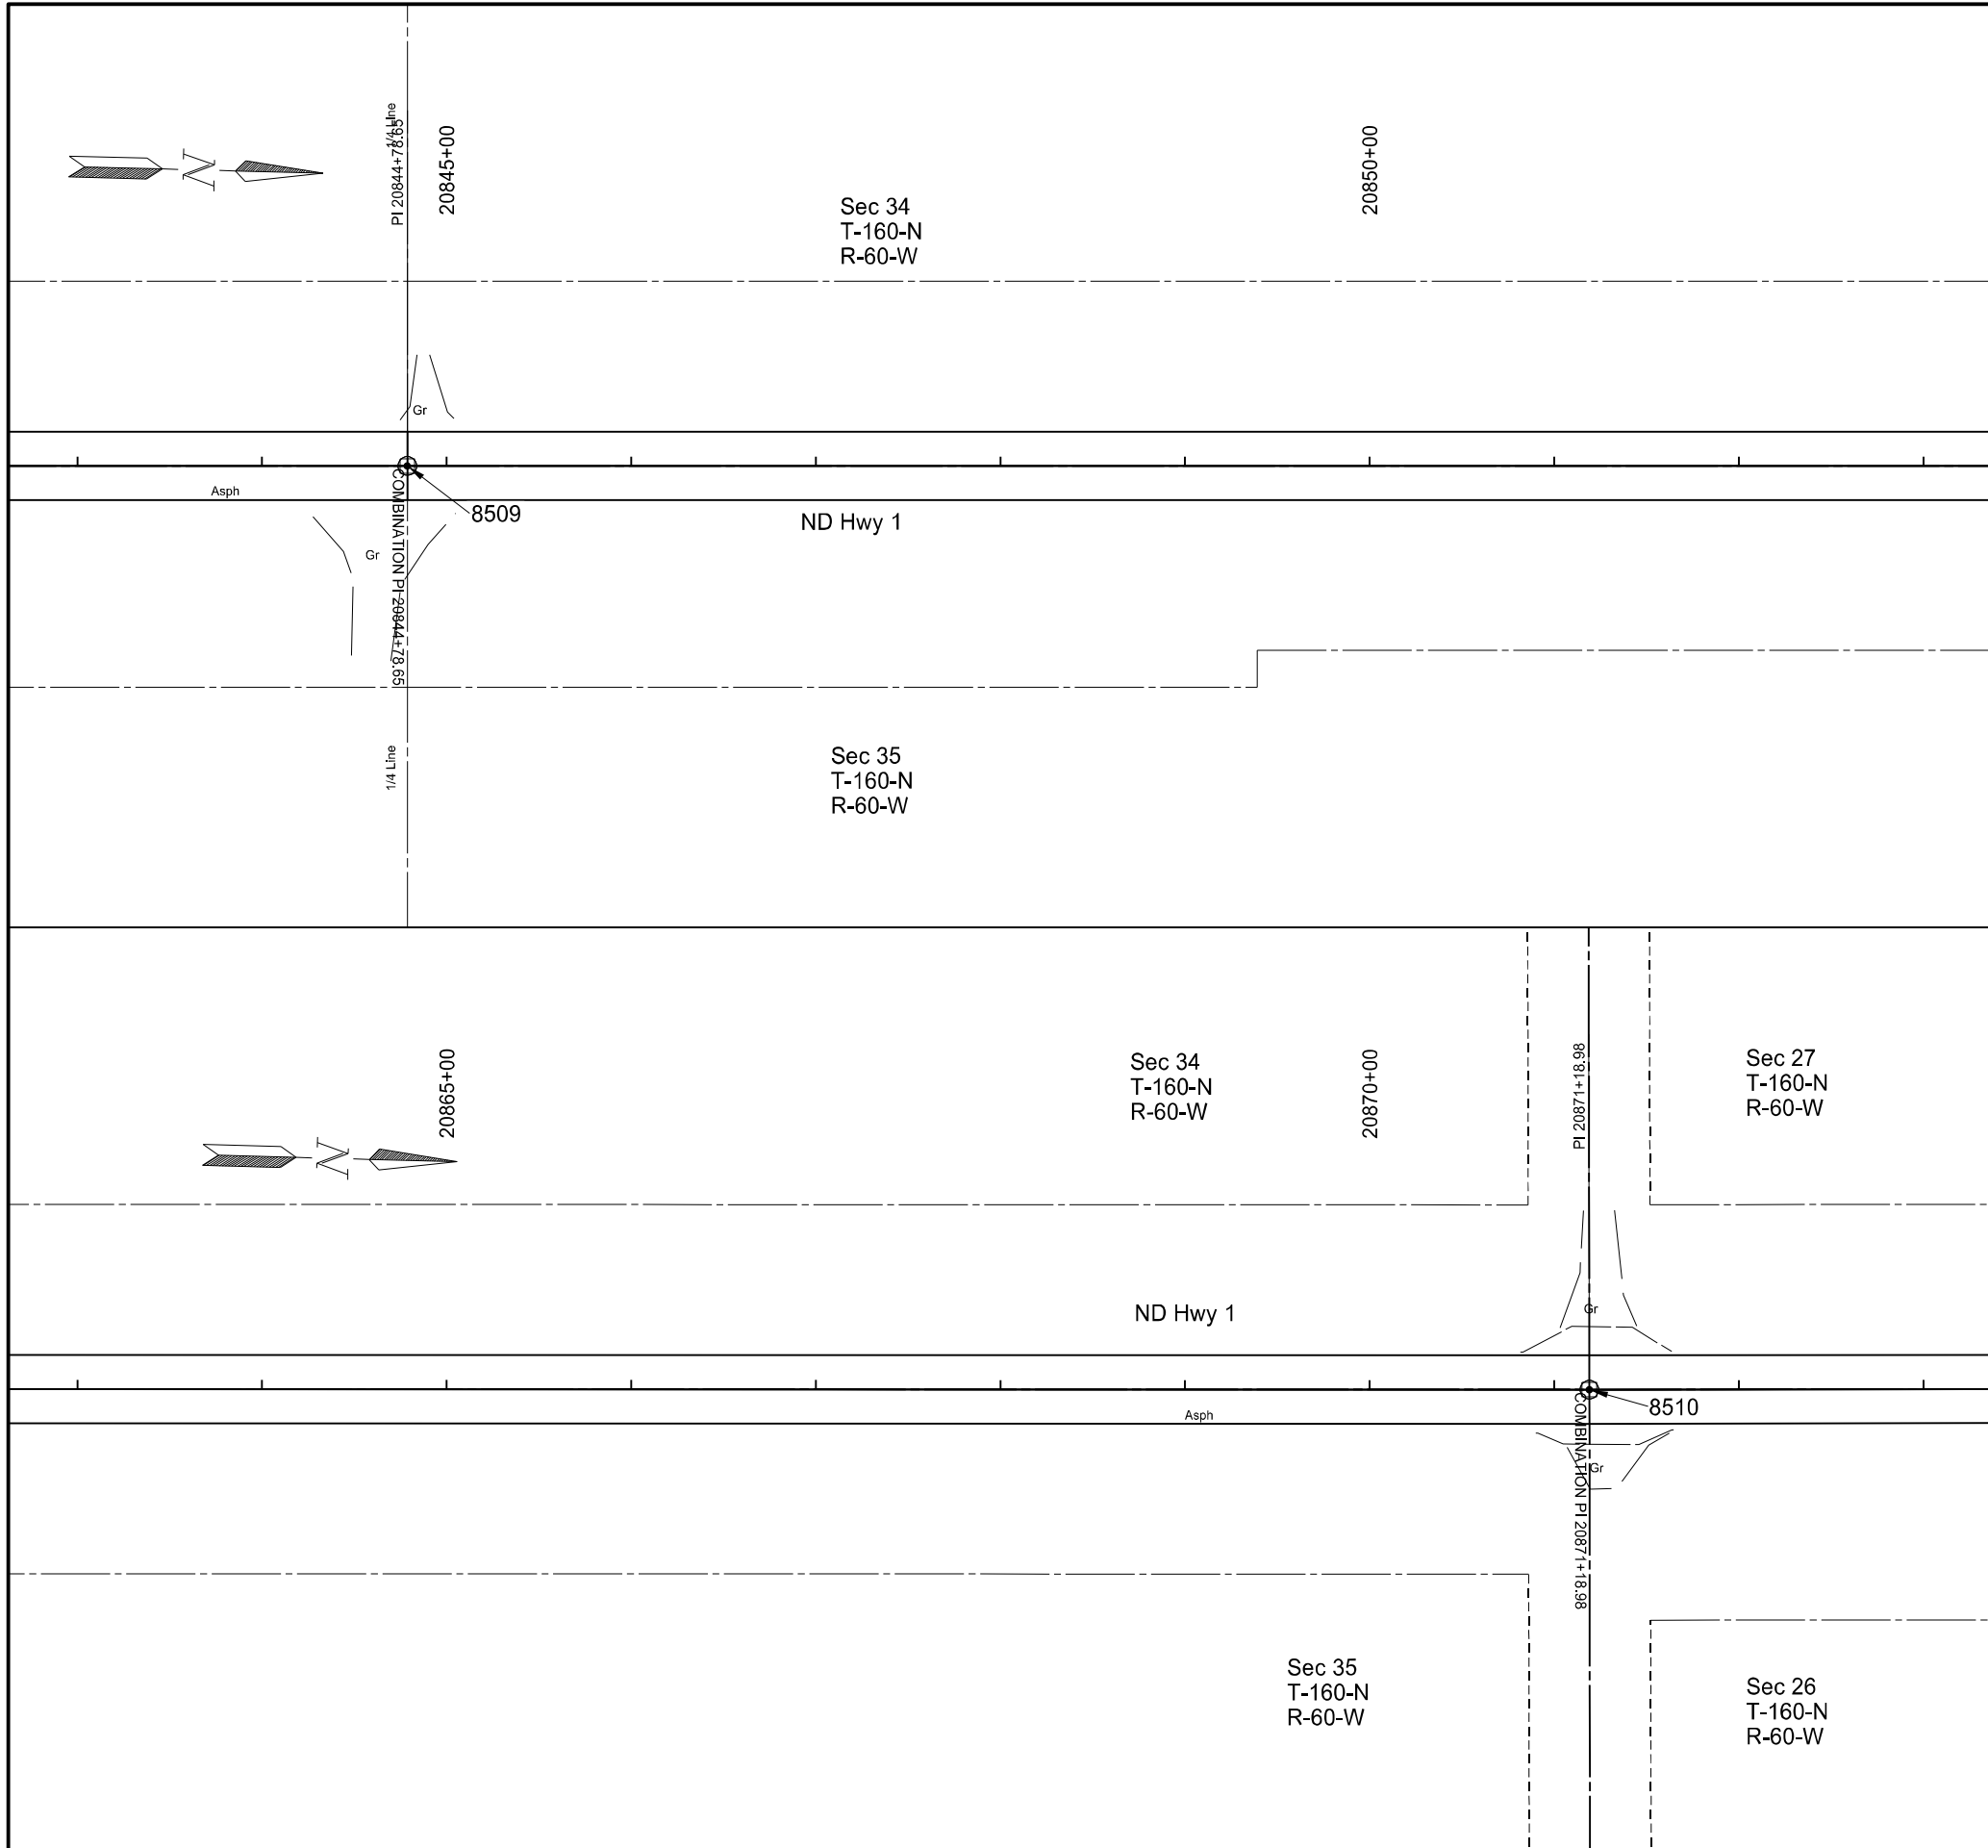 1/4 Line
PI 20844+78.65
20845+00
20850+00
N
Sec 34
T-160-N
R-60-W
Gr
Asph
8509
ND Hwy 1
Gr
COMBINATION PI 20844+78.65
1/4 Line
Sec 35
T-160-N
R-60-W
20865+00
N
Sec 34
T-160-N
R-60-W
20870+00
PI 20871+18.98
Sec 27
T-160-N
R-60-W
ND Hwy 1
Gr
Asph
8510
COMBINATION PI 20871+18.98
Gr
Sec 35
T-160-N
R-60-W
Sec 26
T-160-N
R-60-W